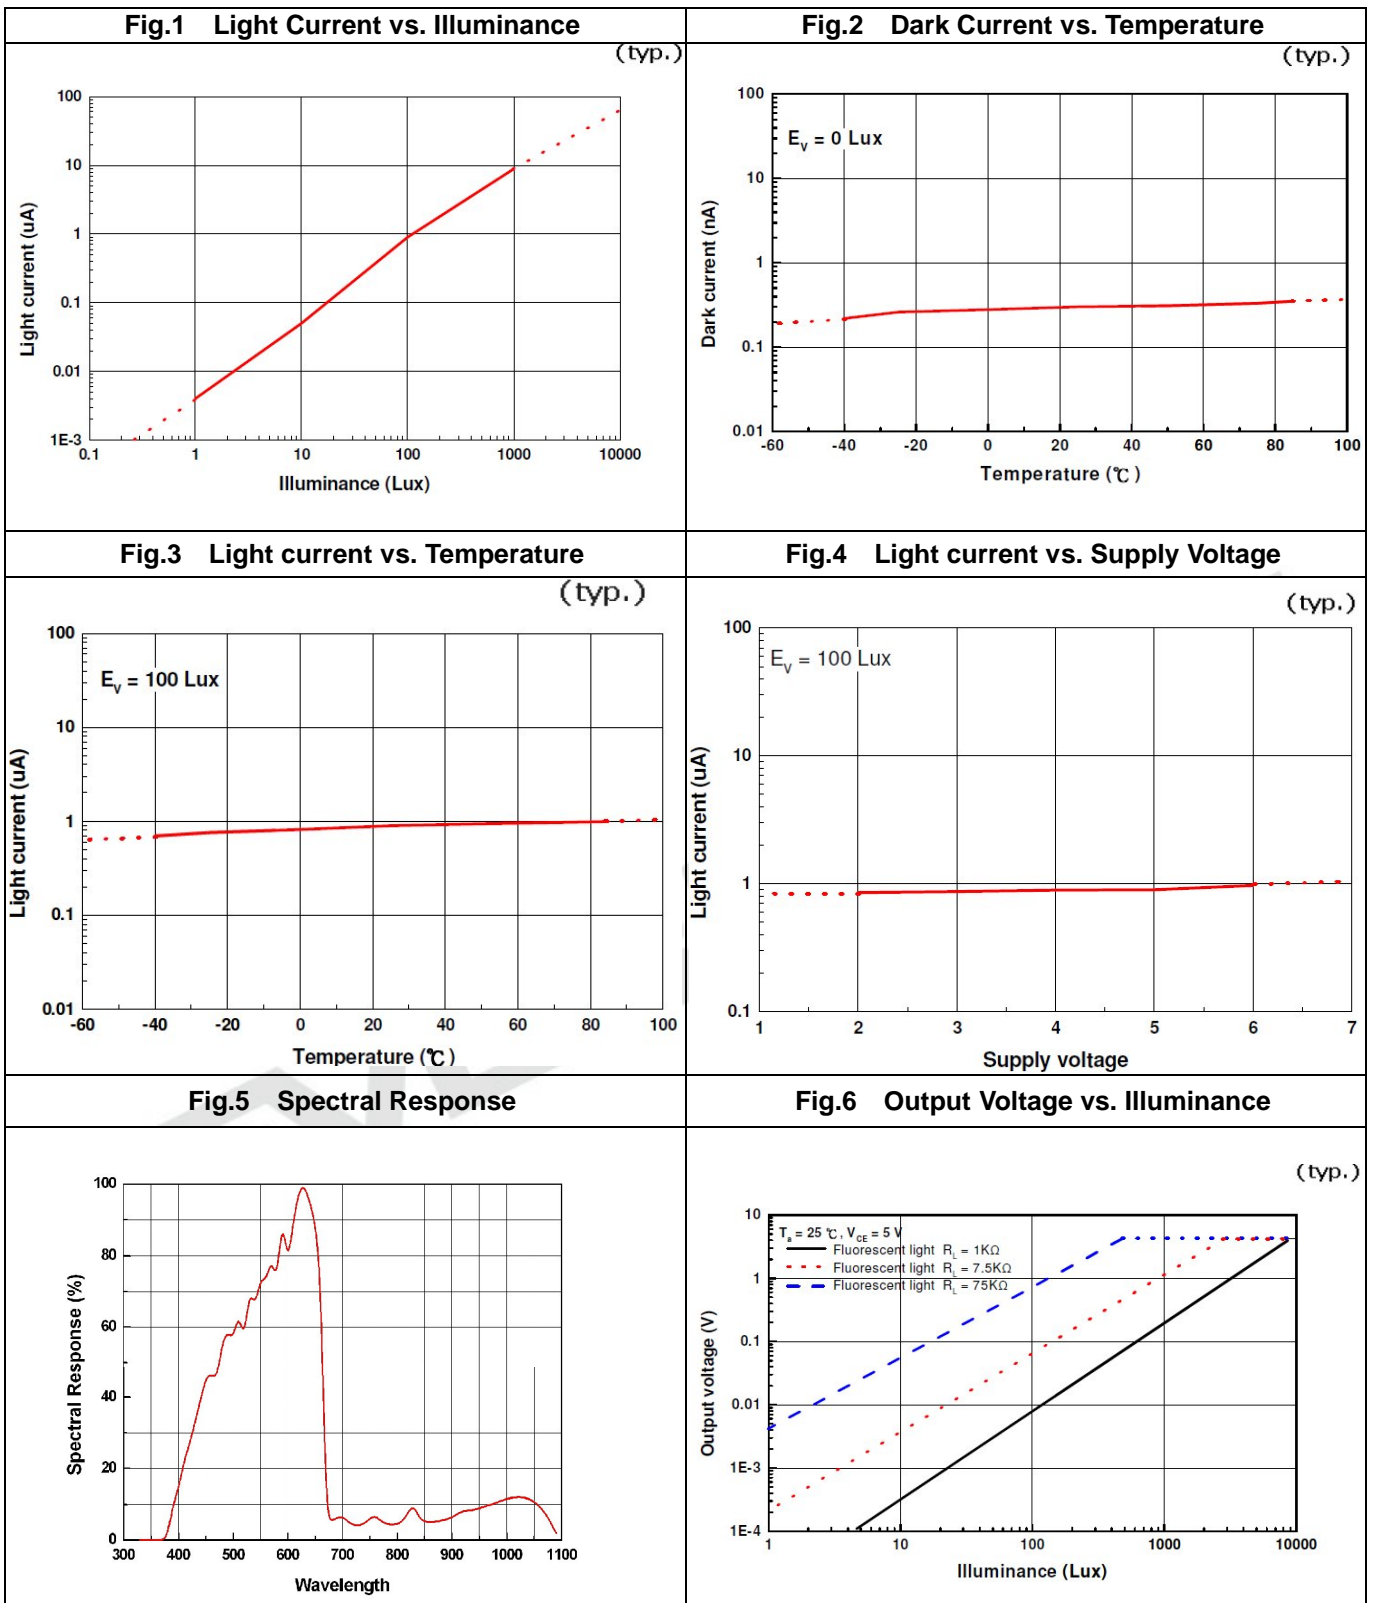 Fig.1 Light Current vs. Illuminance
(typ.)
100
10
1
0.1
0.01
1E-3
0.1 1 10 100 1000 10000
Light current (uA)
Illuminance (Lux)
Fig.2 Dark Current vs. Temperature
(typ.)
Ev = 0 Lux
100
10
1
0.1
0.01
-60 -40 -20 0 20 40 60 80 100
Dark current (nA)
Temperature (℃)
Fig.3 Light current vs. Temperature
(typ.)
Ev = 100 Lux
100
10
1
0.1
0.01
-60 -40 -20 0 20 40 60 80 100
Light current (uA)
Temperature (℃)
Fig.4 Light current vs. Supply Voltage
(typ.)
Ev = 100 Lux
100
10
1
0.1
1 2 3 4 5 6 7
Light current (uA)
Supply voltage
Fig.5 Spectral Response
100
80
60
40
20
0
300 400 500 600 700 800 900 1000 1100
Spectral Response (%)
Wavelength
Fig.6 Output Voltage vs. Illuminance
(typ.)
Ta = 25 ℃, VCE = 5 V
Fluorescent light RL = 1KΩ
Fluorescent light RL = 7.5KΩ
Fluorescent light RL = 75KΩ
10
1
0.1
0.01
1E-3
1E-4
1 10 100 1000 10000
Output voltage (V)
Illuminance (Lux)